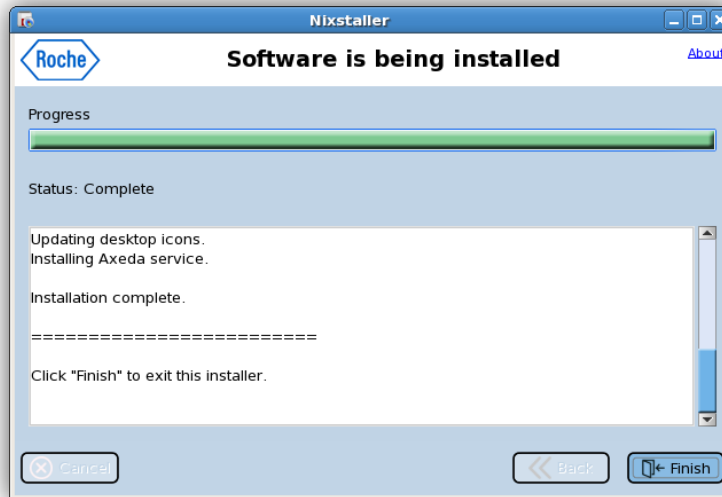 Nixstaller
Roche
Software is being installed
About
Progress
Status: Complete
Updating desktop icons.
Installing Axeda service.
Installation complete.
=========================
Click "Finish" to exit this installer.
Cancel
Back
Finish